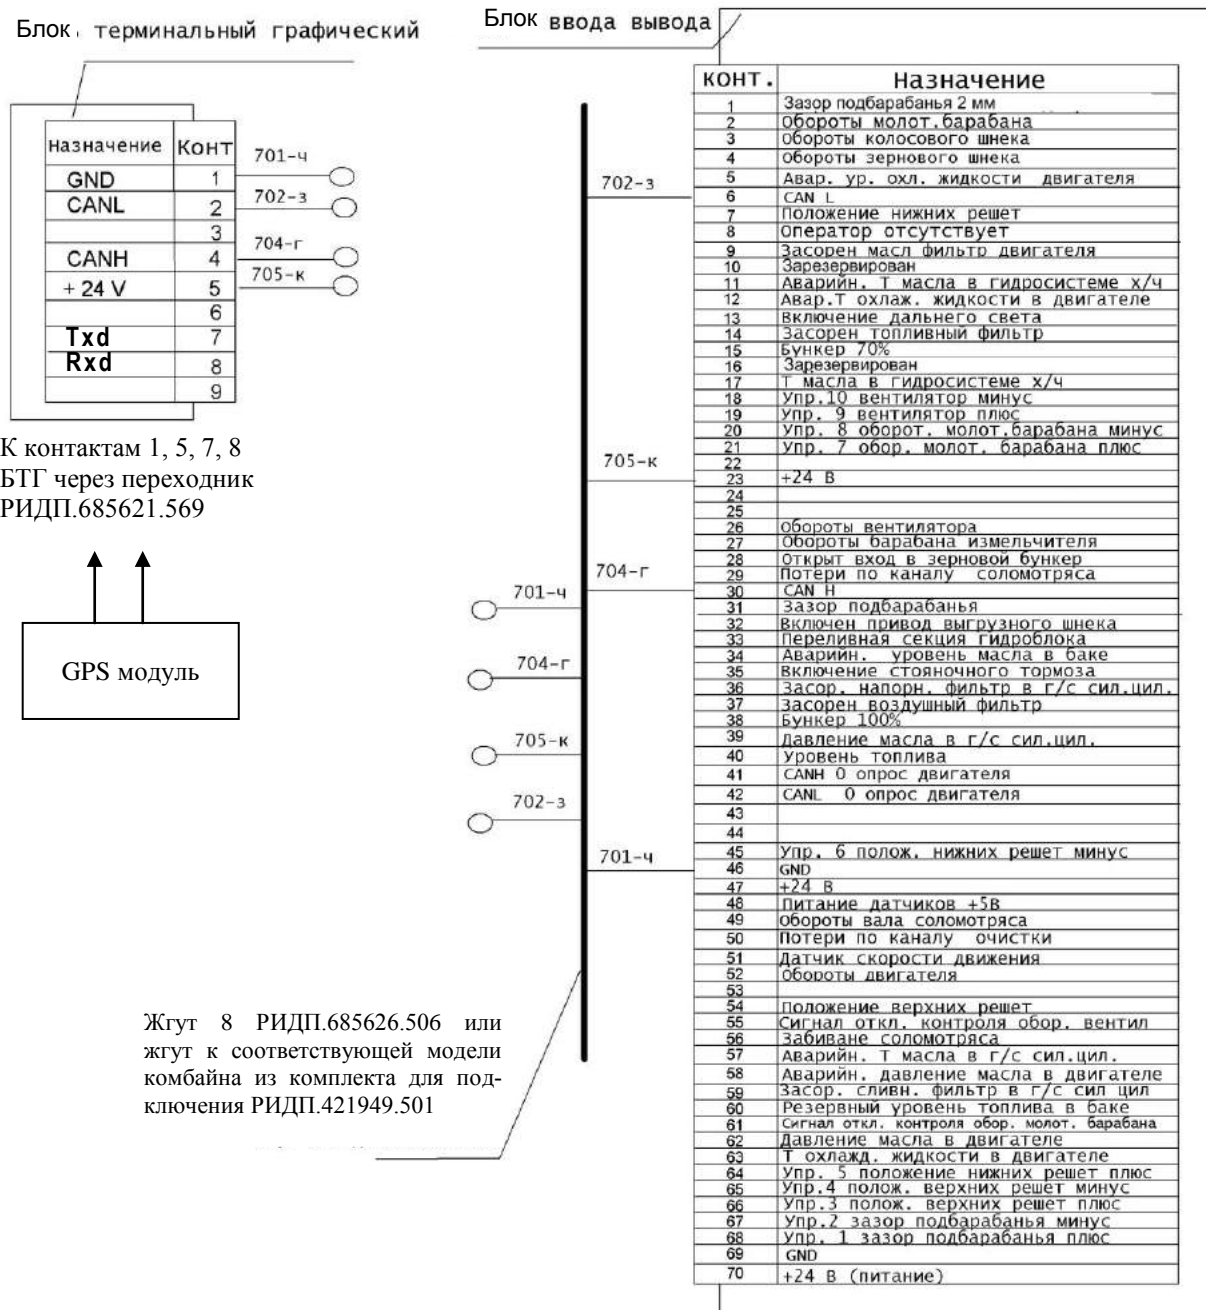 Блок терминальный графический
Назначение Конт
GND 1
CANL 2
3
CANH 4
+ 24 V 5
6
Txd 7
Rxd 8
9
701-ч
702-з
704-г
705-к
К контактам 1, 5, 7, 8
БТГ через переходник
РИДП.685621.569
GPS модуль
701-ч
704-г
705-к
702-з
Жгут 8 РИДП.685626.506 или
жгут к соответствующей модели
комбайна из комплекта для под-
ключения РИДП.421949.501
702-з
705-к
704-г
701-ч
Блок ввода вывода
КОНТ. Назначение
1 Зазор подбарабанья 2 мм
2 Обороты молот.барабана
3 Обороты колосового шнека
4 Обороты зернового шнека
5 Авар. ур. охл. жидкости двигателя
6 CAN L
7 Положение нижних решет
8 Оператор отсутствует
9 Засорен масл фильтр двигателя
10 Зарезервирован
11 Аварийн. Т масла в гидросистеме х/ч
12 Авар.Т охлаж. жидкости в двигателе
13 Включение дальнего света
14 Засорен топливный фильтр
15 Бункер 70%
16 Зарезервирован
17 Т масла в гидросистеме х/ч
18 Упр.10 вентилятор минус
19 Упр. 9 вентилятор плюс
20 Упр. 8 оборот. молот.барабана минус
21 Упр. 7 обор. молот. барабана плюс
22
23 +24 В
24
25
26 Обороты вентилятора
27 Обороты барабана измельчителя
28 Открыт вход в зерновой бункер
29 Потери по каналу соломотряса
30 CAN H
31 Зазор подбарабанья
32 Включен привод выгрузного шнека
33 Переливная секция гидроблока
34 Аварийн. уровень масла в баке
35 Включение стояночного тормоза
36 Засор. напорн. фильтр в г/с сил.цил.
37 Засорен воздушный фильтр
38 Бункер 100%
39 Давление масла в г/с сил.цил.
40 Уровень топлива
41 CANH 0 опрос двигателя
42 CANL 0 опрос двигателя
43
44
45 Упр. 6 полож. нижних решет минус
46 GND
47 +24 В
48 Питание датчиков +5В
49 Обороты вала соломотряса
50 Потери по каналу очистки
51 Датчик скорости движения
52 Обороты двигателя
53
54 Положение верхних решет
55 Сигнал откл. контроля обор. вентил
56 Забиване соломотряса
57 Аварийн. Т масла в г/с сил.цил.
58 Аварийн. давление масла в двигателе
59 Засор. сливн. фильтр в г/с сил цил
60 Резервный уровень топлива в баке
61 Сигнал откл. контроля обор. молот. барабана
62 Давление масла в двигателе
63 Т охлажд. жидкости в двигателе
64 Упр. 5 положение нижних решет плюс
65 Упр.4 полож. верхних решет минус
66 Упр.3 полож. верхних решет плюс
67 Упр.2 зазор подбарабанья минус
68 Упр. 1 зазор подбарабанья плюс
69 GND
70 +24 В (питание)